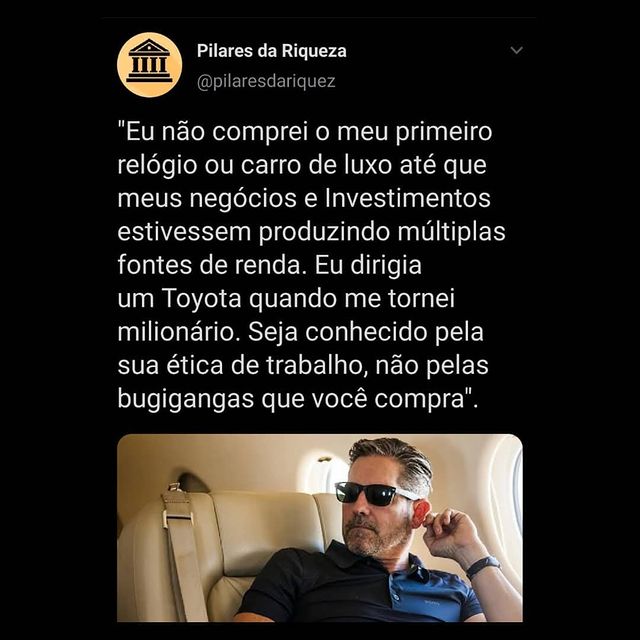 Pilares da Riqueza
@pilaresdariquez
"Eu não comprei o meu primeiro
relógio ou carro de luxo até que
meus negócios e Investimentos
estivessem produzindo múltiplas
fontes de renda. Eu dirigia
um Toyota quando me tornei
milionário. Seja conhecido pela
sua ética de trabalho, não pelas
bugigangas que você compra".